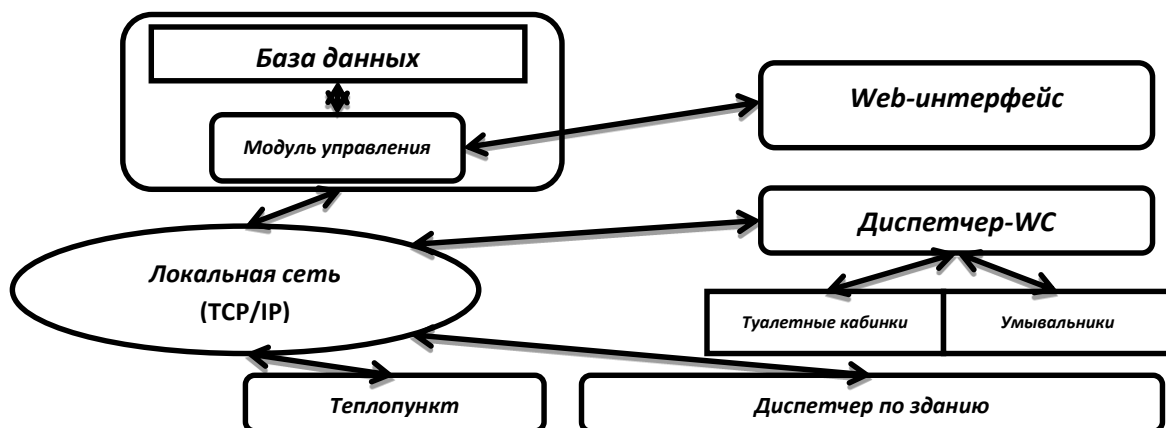 База данных
Модуль управления
Web-интерфейс
Диспетчер-WC
Локальная сеть
(TCP/IP)
Туалетные кабинки
Умывальники
Теплопункт
Диспетчер по зданию